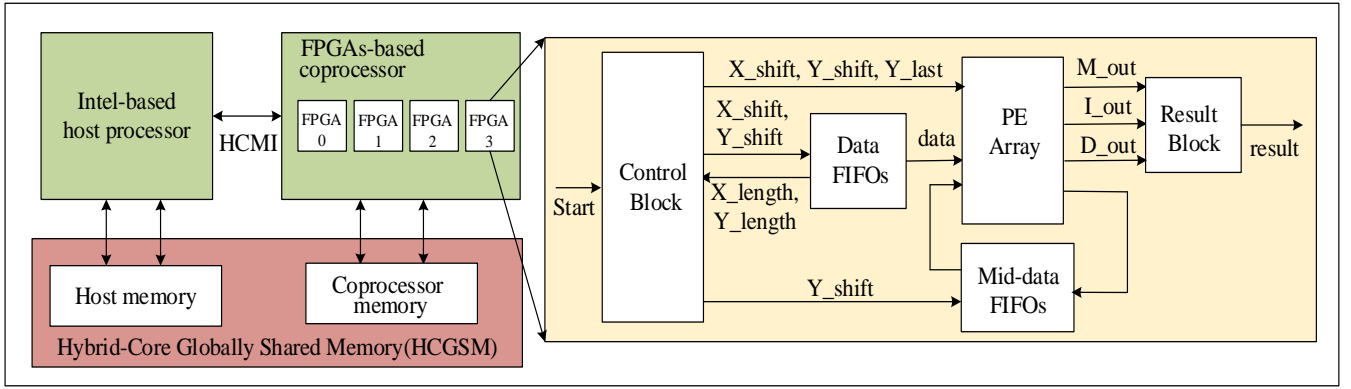 Intel-based
host processor
HCMI
FPGAs-based
coprocessor
FPGA
0
FPGA
1
FPGA
2
FPGA
3
Host memory
Coprocessor
memory
Hybrid-Core Globally Shared Memory(HCGSM)
Start
Control
Block
X_shift, Y_shift, Y_last
X_shift,
Y_shift
X_length,
Y_length
Data
FIFOs
data
Y_shift
PE
Array
Mid-data
FIFOs
M_out
I_out
D_out
Result
Block
result